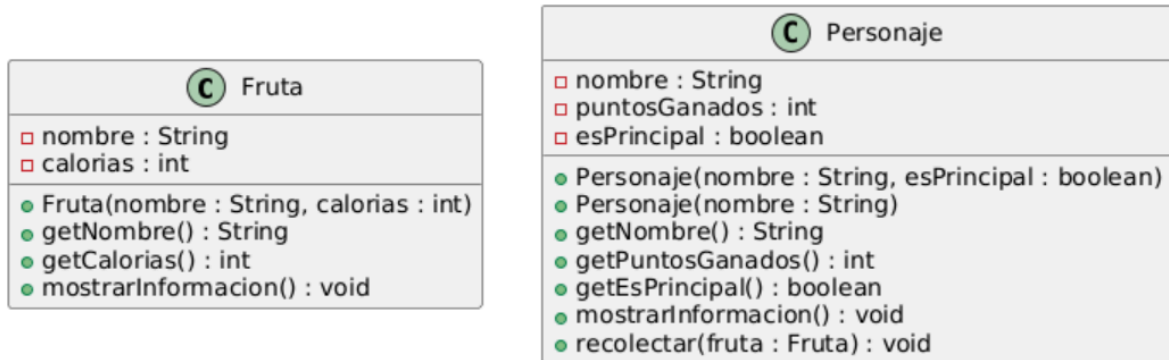 C Fruta
nombre : String
calorias : int
Fruta(nombre : String, calorias : int)
getNombre() : String
getCalorias() : int
mostrarInformacion() : void
C Personaje
nombre : String
puntosGanados : int
esPrincipal : boolean
Personaje(nombre : String, esPrincipal : boolean)
Personaje(nombre : String)
getNombre() : String
getPuntosGanados() : int
getEsPrincipal() : boolean
mostrarInformacion() : void
recolectar(fruta : Fruta) : void